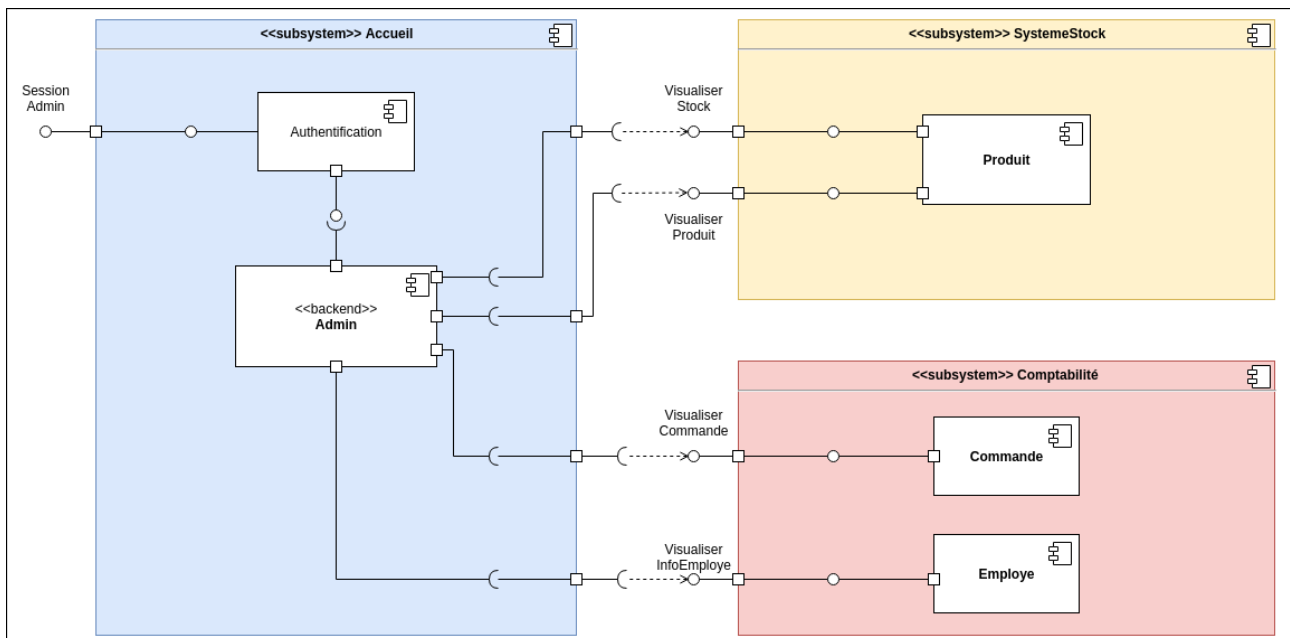 <<subsystem>> Accueil
<<subsystem>> SystemeStock
Session
Admin
Authentification
Visualiser
Stock
Produit
Visualiser
Produit
<<backend>>
Admin
<<subsystem>> Comptabilité
Visualiser
Commande
Commande
Visualiser
InfoEmploye
Employe